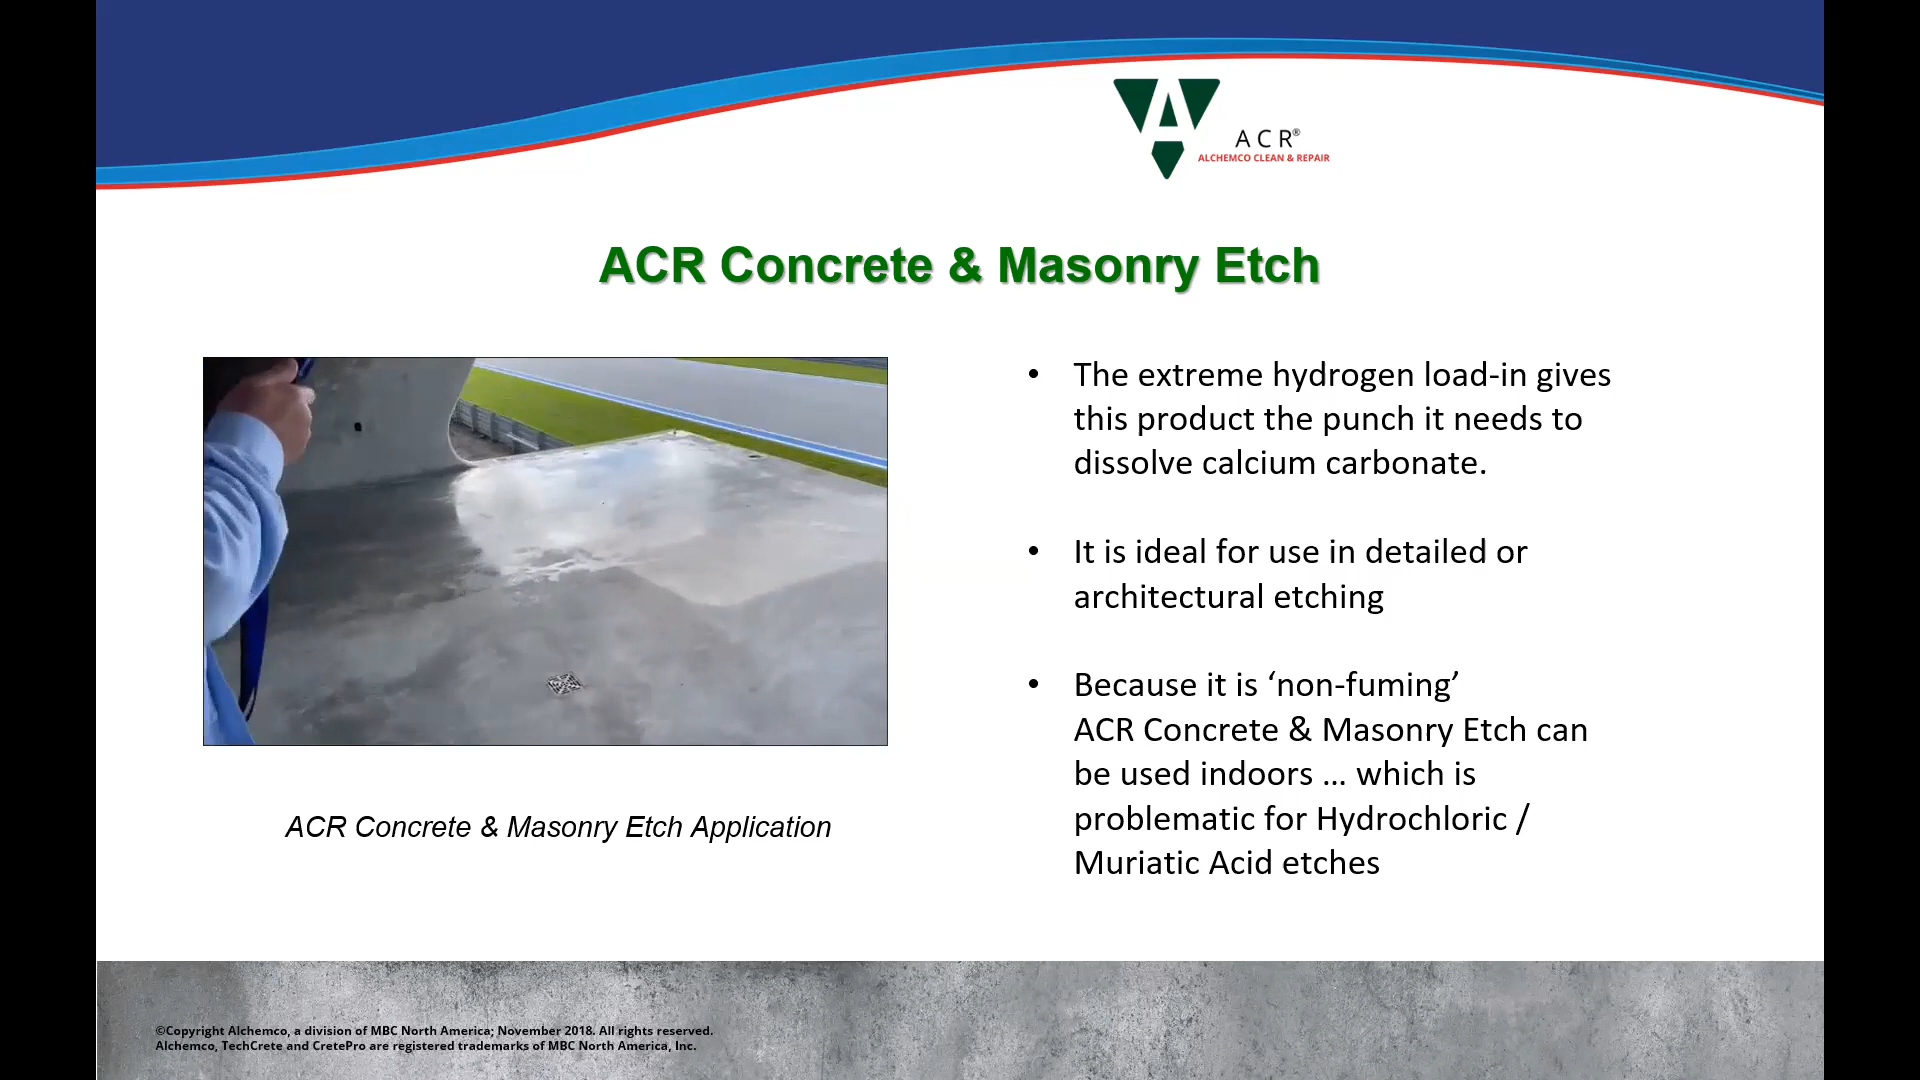 A C R®
ALCHEMCO CLEAN & REPAIR
ACR Concrete & Masonry Etch
• The extreme hydrogen load-in gives
this product the punch it needs to
dissolve calcium carbonate.
• It is ideal for use in detailed or
architectural etching
• Because it is ‘non-fuming’
ACR Concrete & Masonry Etch can
be used indoors … which is
problematic for Hydrochloric /
Muriatic Acid etches
ACR Concrete & Masonry Etch Application
©Copyright Alchemco, a division of MBC North America; November 2018. All rights reserved.
Alchemco, TechCrete and CretePro are registered trademarks of MBC North America, Inc.